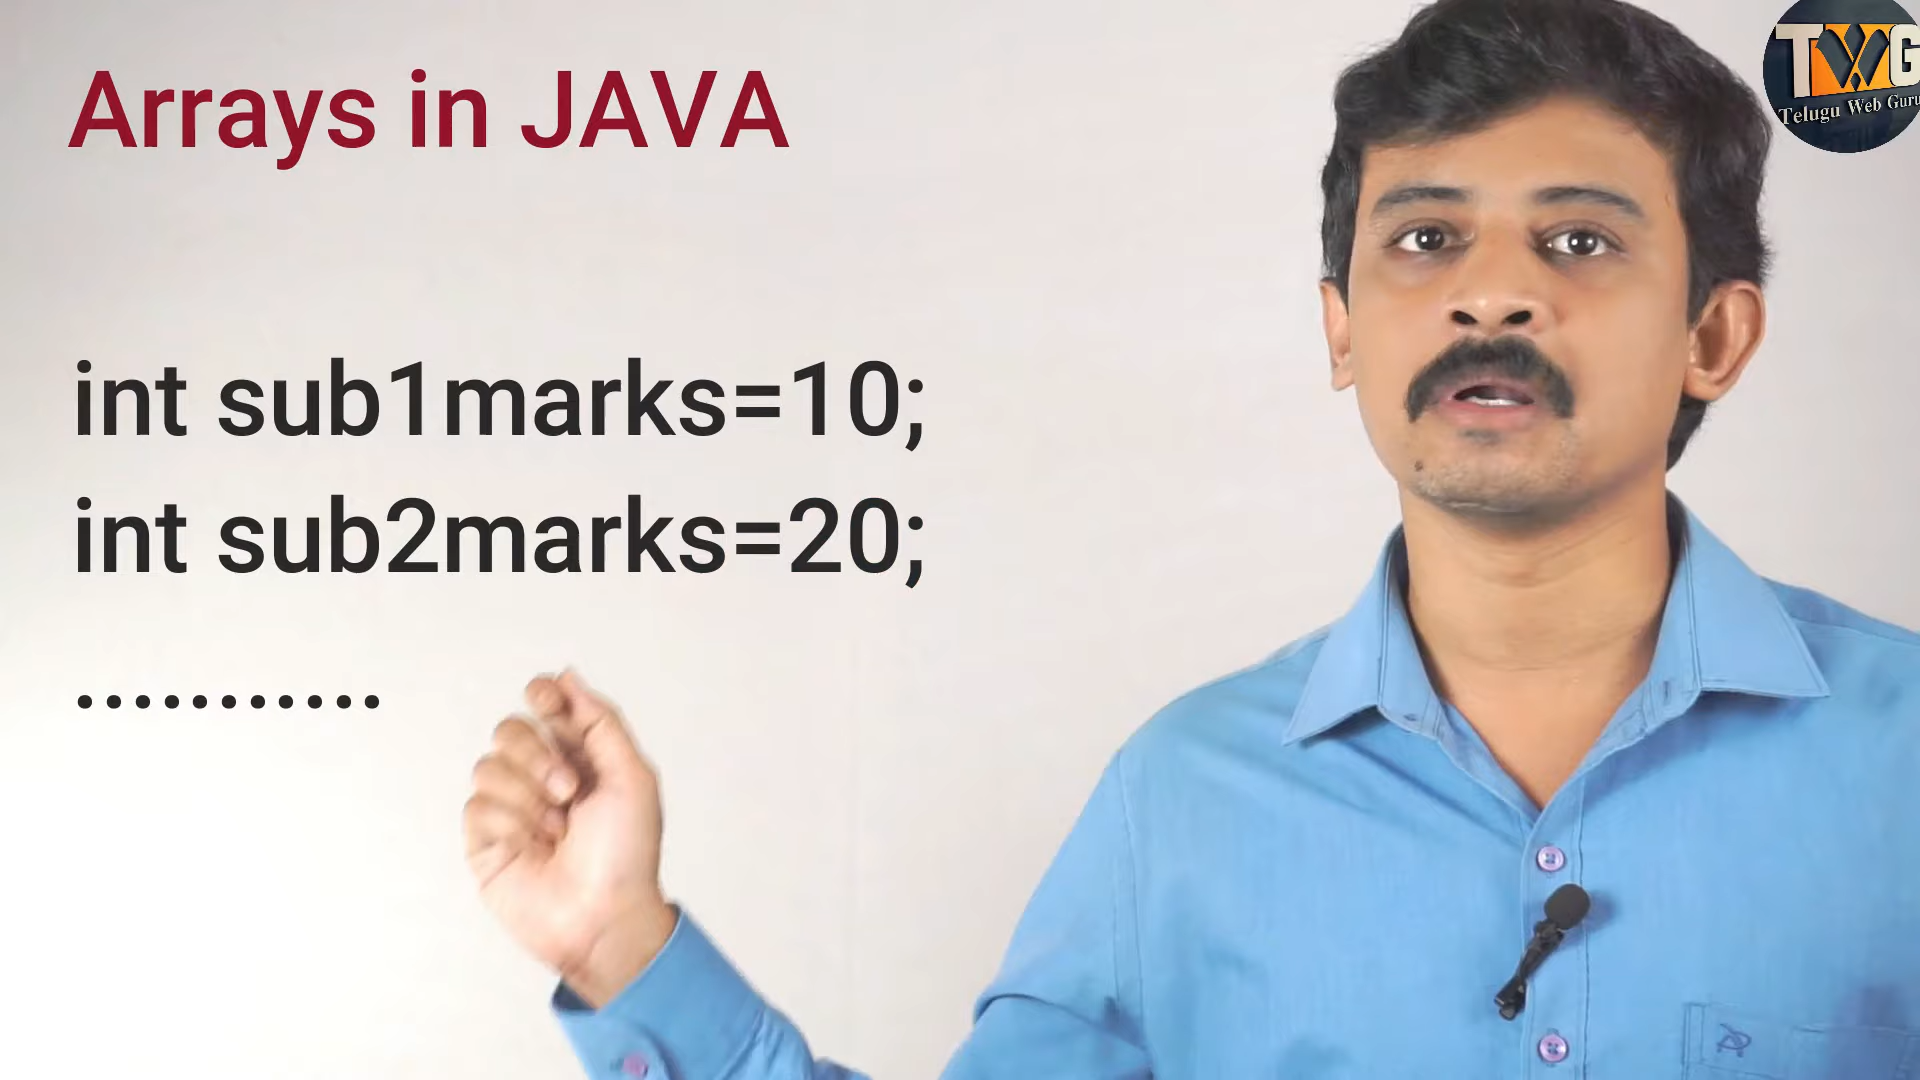 Arrays in JAVA
int sub1marks=10;
int sub2marks=20;
...........
TWG
Telugu Web Guru